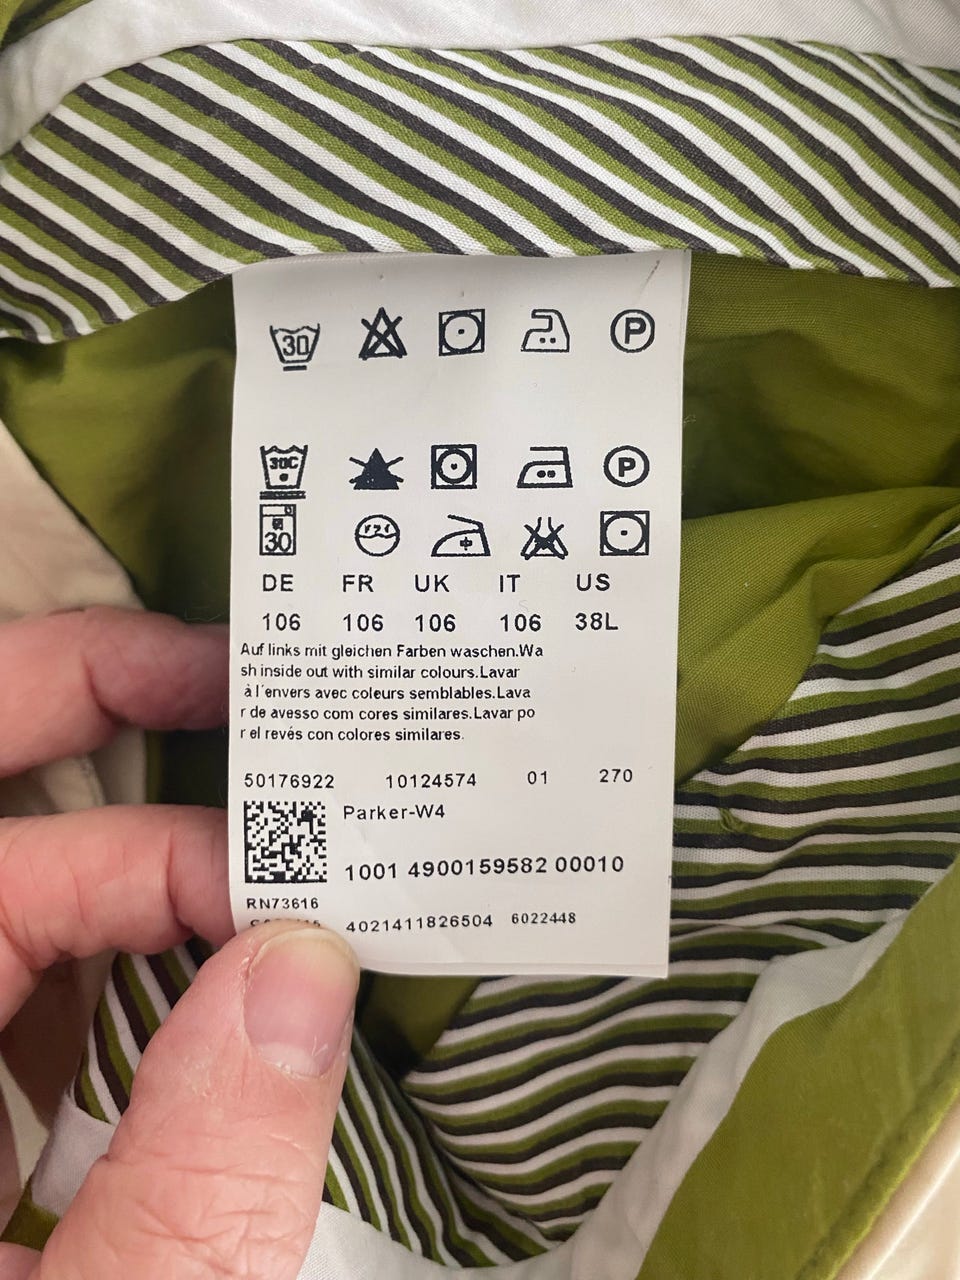 30
P
30C
P
30
DE FR UK IT US
106 106 106 106 38L
Auf links mit gleichen Farben waschen.Wa
sh inside out with similar colours.Lavar
à l´envers avec coleurs semblables.Lava
r de avesso com cores similares.Lavar po
r el revés con colores similares.
50176922 10124574 01 270
Parker-W4
1001 4900159582 00010
RN73616
4021411826504 6022448